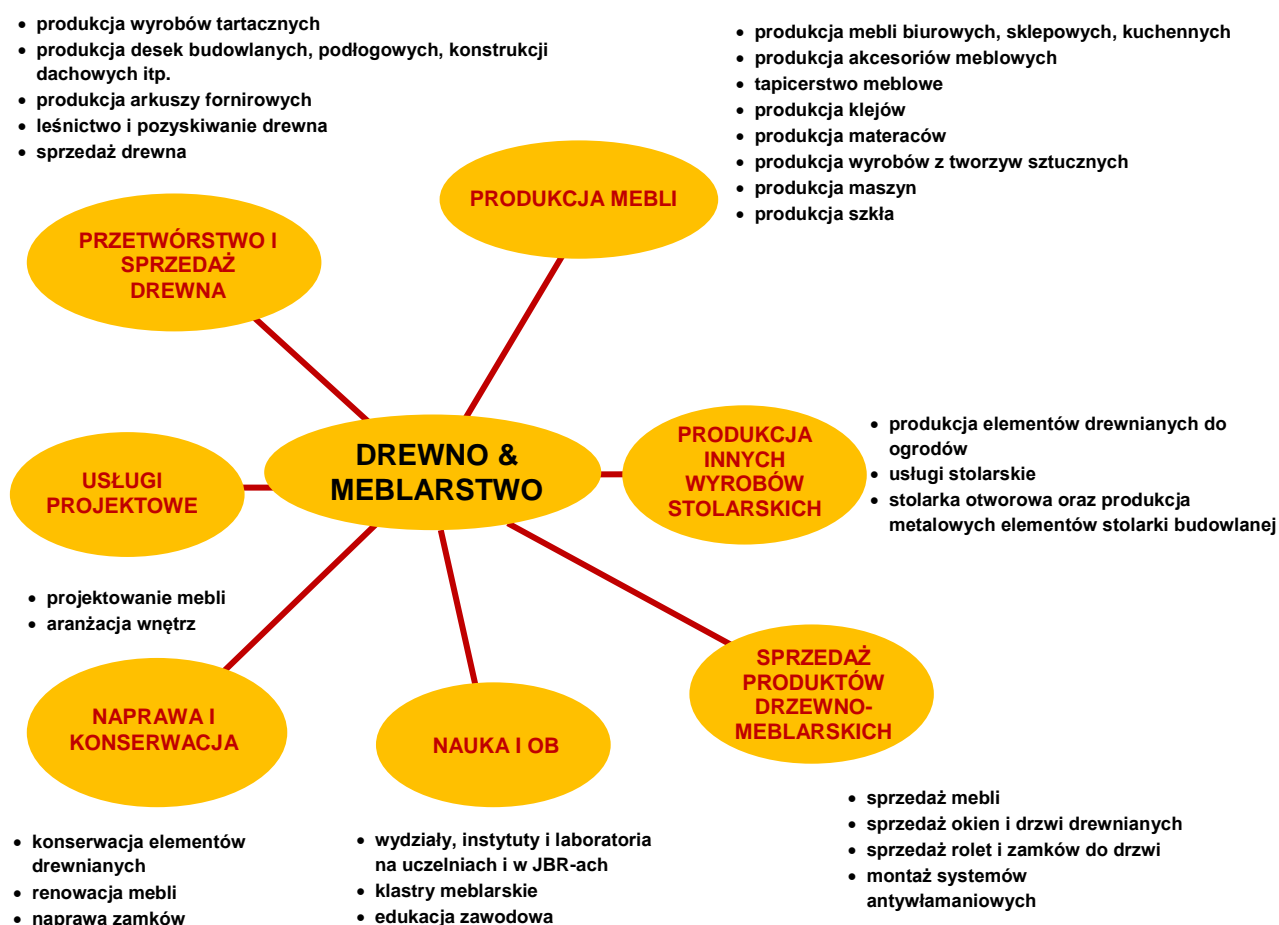 • produkcja wyrobów tartacznych
• produkcja desek budowlanych, podłogowych, konstrukcji
dachowych itp.
• produkcja arkuszy fornirowych
• leśnictwo i pozyskiwanie drewna
• sprzedaż drewna
• produkcja mebli biurowych, sklepowych, kuchennych
• produkcja akcesoriów meblowych
• tapicerstwo meblowe
• produkcja klejów
• produkcja materaców
• produkcja wyrobów z tworzyw sztucznych
• produkcja maszyn
• produkcja szkła
PRODUKCJA MEBLI
PRZETWÓRSTWO I
SPRZEDAŻ
DREWNA
DREWNO &
MEBLARSTWO
PRODUKCJA
INNYCH
WYROBÓW
STOLARSKICH
• produkcja elementów drewnianych do
ogrodów
• usługi stolarskie
• stolarka otworowa oraz produkcja
metalowych elementów stolarki budowlanej
USŁUGI
PROJEKTOWE
• projektowanie mebli
• aranżacja wnętrz
NAPRAWA I
KONSERWACJA
NAUKA I OB
SPRZEDAŻ
PRODUKTÓW
DRZEWNO-
MEBLARSKICH
• konserwacja elementów
drewnianych
• renowacja mebli
• naprawa zamków
• wydziały, instytuty i laboratoria
na uczelniach i w JBR-ach
• klastry meblarskie
• edukacja zawodowa
• sprzedaż mebli
• sprzedaż okien i drzwi drewnianych
• sprzedaż rolet i zamków do drzwi
• montaż systemów
antywłamaniowych